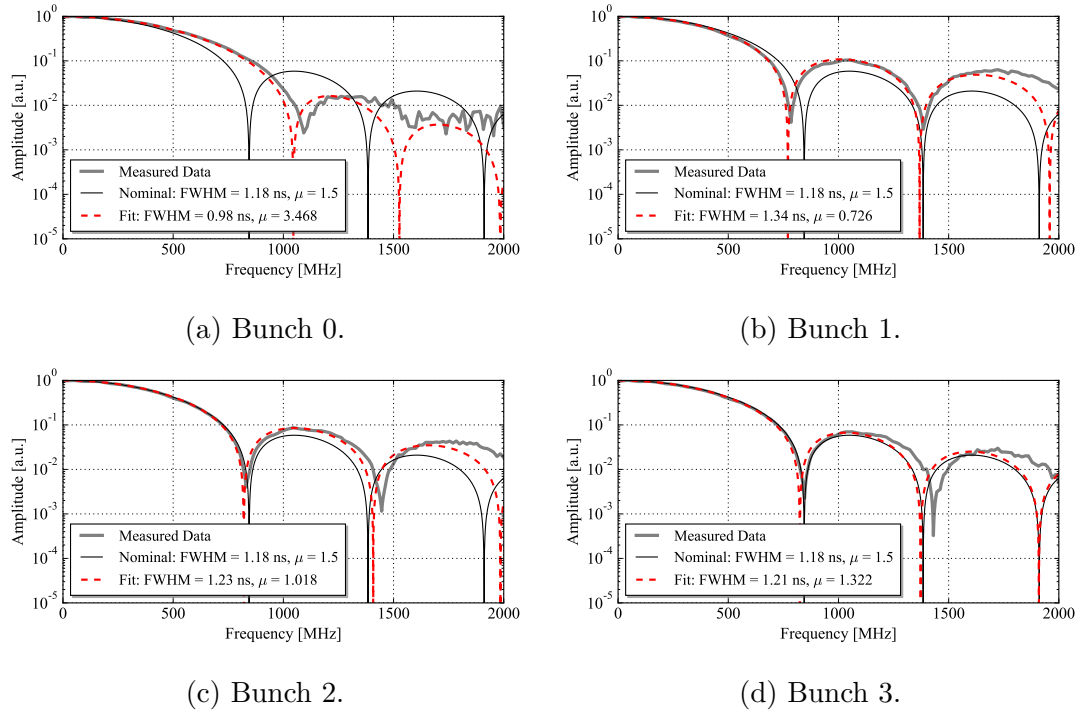 10^0
10^-1
10^-2
10^-3
10^-4
10^-5
Amplitude [a.u.]
Measured Data
Nominal: FWHM = 1.18 ns, μ = 1.5
Fit: FWHM = 0.98 ns, μ = 3.468
0 500 1000 1500 2000
Frequency [MHz]
(a) Bunch 0.
10^0
10^-1
10^-2
10^-3
10^-4
10^-5
Amplitude [a.u.]
Measured Data
Nominal: FWHM = 1.18 ns, μ = 1.5
Fit: FWHM = 1.34 ns, μ = 0.726
0 500 1000 1500 2000
Frequency [MHz]
(b) Bunch 1.
10^0
10^-1
10^-2
10^-3
10^-4
10^-5
Amplitude [a.u.]
Measured Data
Nominal: FWHM = 1.18 ns, μ = 1.5
Fit: FWHM = 1.23 ns, μ = 1.018
0 500 1000 1500 2000
Frequency [MHz]
(c) Bunch 2.
10^0
10^-1
10^-2
10^-3
10^-4
10^-5
Amplitude [a.u.]
Measured Data
Nominal: FWHM = 1.18 ns, μ = 1.5
Fit: FWHM = 1.21 ns, μ = 1.322
0 500 1000 1500 2000
Frequency [MHz]
(d) Bunch 3.